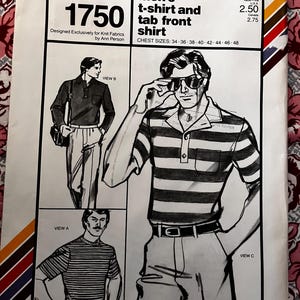 1750
Designed Exclusively for Knit Fabrics
by Ann Person
t-shirt and
tab front
shirt
CHEST SIZES: 34 · 36 · 38 · 40 · 42 · 44 · 46 · 48
2.50
2.75
VIEW B
VIEW A
VIEW C